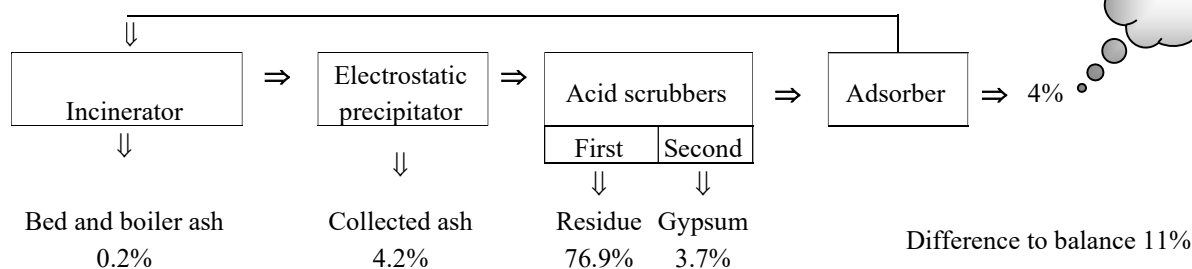 Incinerator
Electrostatic
precipitator
Acid scrubbers
First Second
Adsorber
4%
Bed and boiler ash
0.2%
Collected ash
4.2%
Residue
76.9%
Gypsum
3.7%
Difference to balance 11%